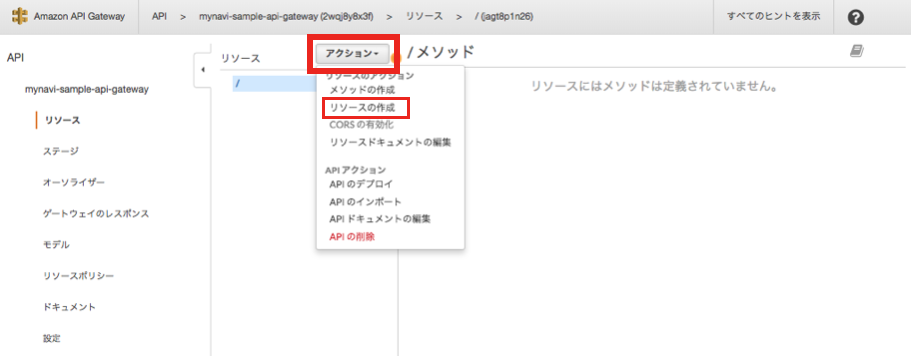 Amazon API Gateway API > mynavi-sample-api-gateway (2wqj8y8x3f) > リソース > / (jagt8p1n26) すべてのヒントを表示 ?
API
mynavi-sample-api-gateway
リソース
ステージ
オーソライザー
ゲートウェイのレスポンス
モデル
リソースポリシー
ドキュメント
設定
リソース
アクション
/
リソースのアクション
メソッドの作成
リソースの作成
CORS の有効化
リソースドキュメントの編集
API アクション
API のデプロイ
API のインポート
API ドキュメントの編集
API の削除
/ メソッド
リソースにはメソッドは定義されていません。